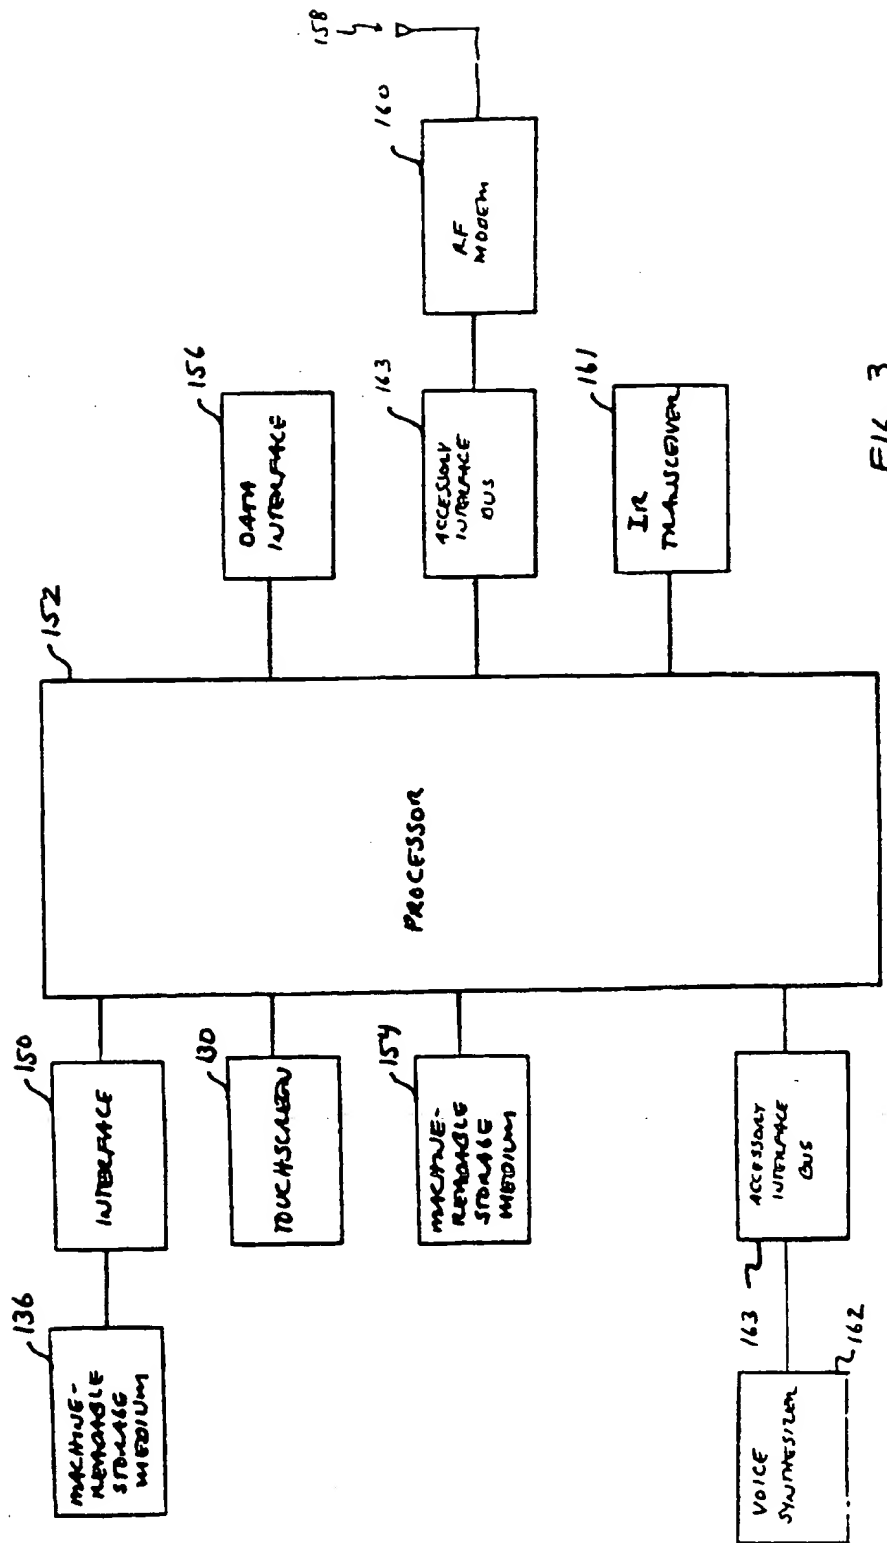 136
MACHINE-
READABLE
STORAGE
MEDIUM
150
INTERFACE
130
TOUCHSCREEN
154
MACHINE-
READABLE
STORAGE
MEDIUM
163
ACCESSORY
INTERFACE
BUS
162
VOICE
SYNTHESIZER
152
PROCESSOR
156
DATA
INTERFACE
163
ACCESSORY
INTERFACE
BUS
160
RF
MODEM
158
161
IR
TRANSCEIVER
FIG. 3